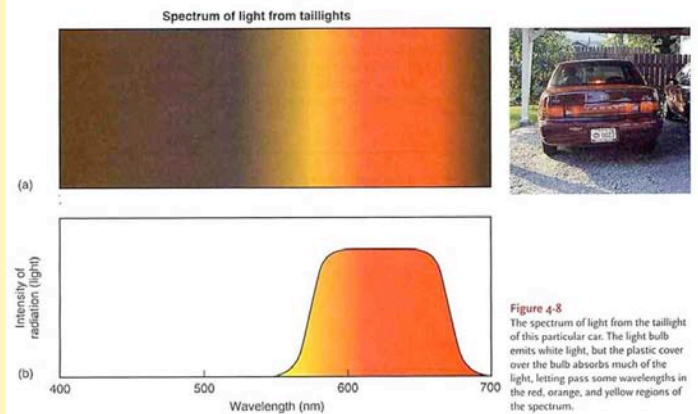 Spectrum of light from taillights
(a)
Intensity of
radiation (light)
(b)
400
500
600
700
Wavelength (nm)
Figure 4-8
The spectrum of light from the taillight
of this particular car. The light bulb
emits white light, but the plastic cover
over the bulb absorbs much of the
light, letting pass some wavelengths in
the red, orange, and yellow regions of
the spectrum.